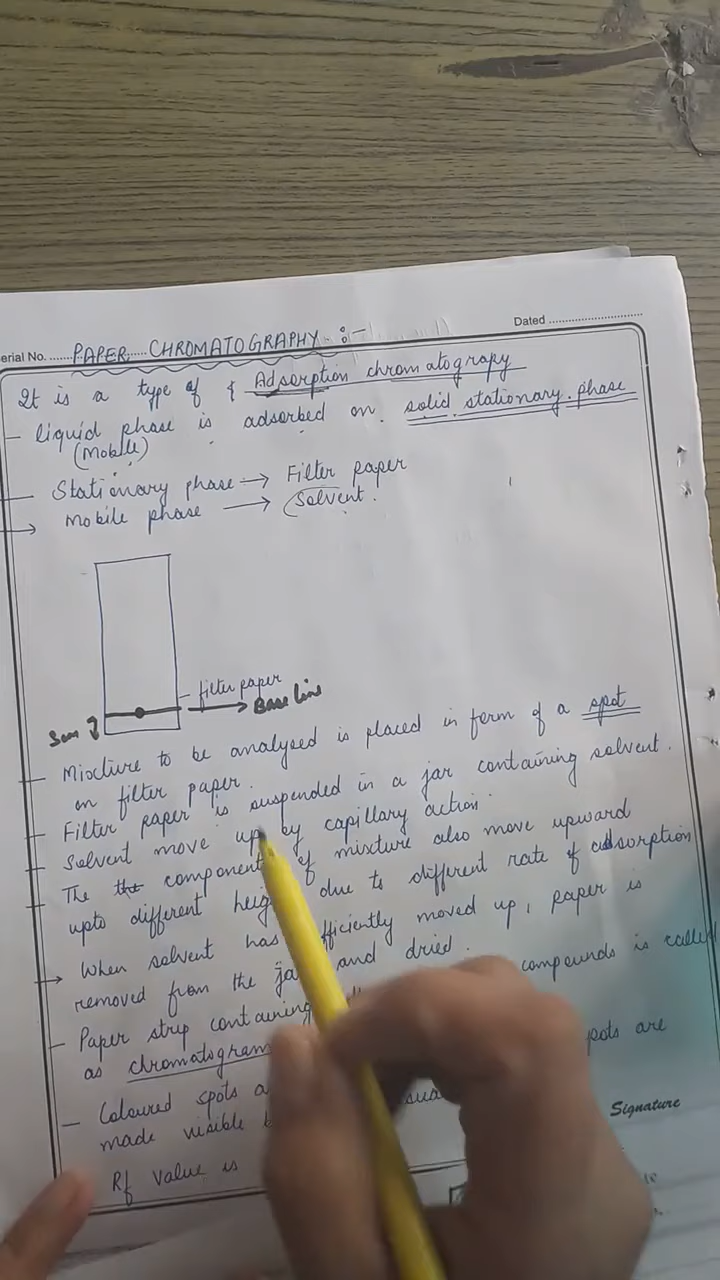 erial No. ...... PAPER CHROMATOGRAPHY :-
Dated ..............................
It is a type of { Adsorption chromatograpy
- liquid phase is adsorbed on solid stationary phase
(Mobile)
- Stationary phase → Filter paper
→ Mobile phase → Solvent.
- filter paper
→ Base line
- Mixture to be analysed is placed in form of a spot
on filter paper.
- Filter paper is suspended in a jar containing solvent.
- Solvent move up by capillary action.
- The component of mixture also move upward
upto different due to different rate of adsorption
→ When solvent has moved up, paper is
removed from the and dried.
- Paper strip containing compounds is called
as chromatogram
- Coloured spots pots are
made visible
Rf value is
Signature